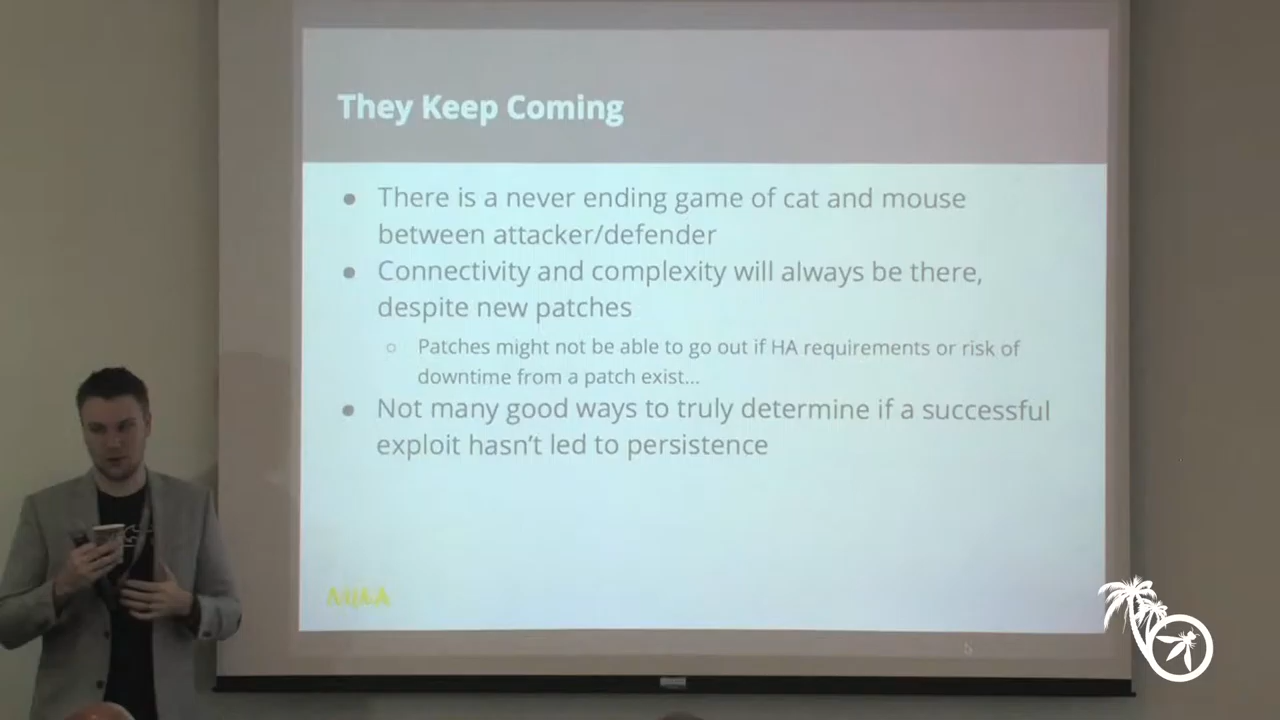 They Keep Coming
There is a never ending game of cat and mouse
between attacker/defender
Connectivity and complexity will always be there,
despite new patches
Patches might not be able to go out if HA requirements or risk of
downtime from a patch exist...
Not many good ways to truly determine if a successful
exploit hasn't led to persistence